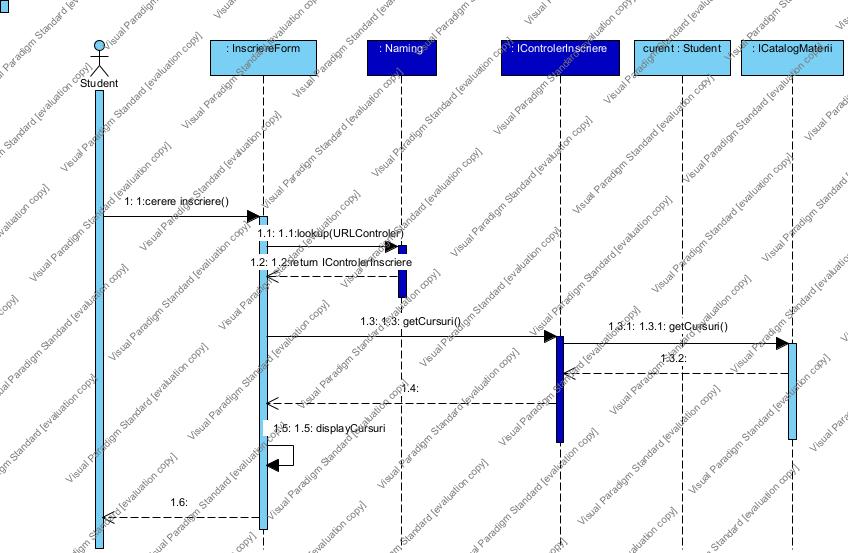 : InscriereForm
: Naming
: IControlerInscriere
curent : Student
: ICatalogMaterii
Student
1: 1:cerere inscriere()
1.1: 1.1:lookup(URLControler)
1.2: 1.2:return IControlerInscriere
1.3: 1.3: getCursuri()
1.3.1: 1.3.1: getCursuri()
1.3.2:
1.4:
1.5: 1.5: displayCursuri
1.6:
Visual Paradigm Standard [evaluation copy]